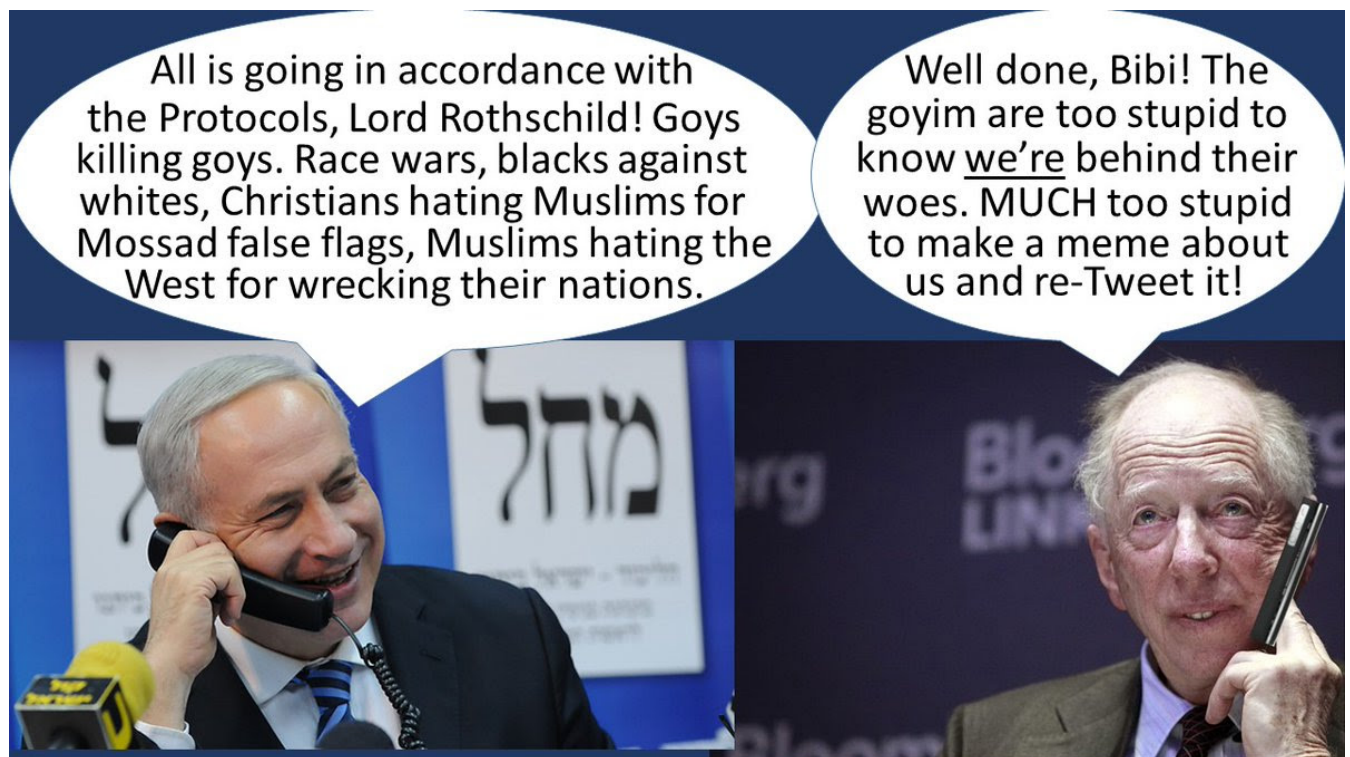 All is going in accordance with
the Protocols, Lord Rothschild! Goys
killing goys. Race wars, blacks against
whites, Christians hating Muslims for
Mossad false flags, Muslims hating the
West for wrecking their nations.
Well done, Bibi! The
goyim are too stupid to
know we're behind their
woes. MUCH too stupid
to make a meme about
us and re-Tweet it!
מחל